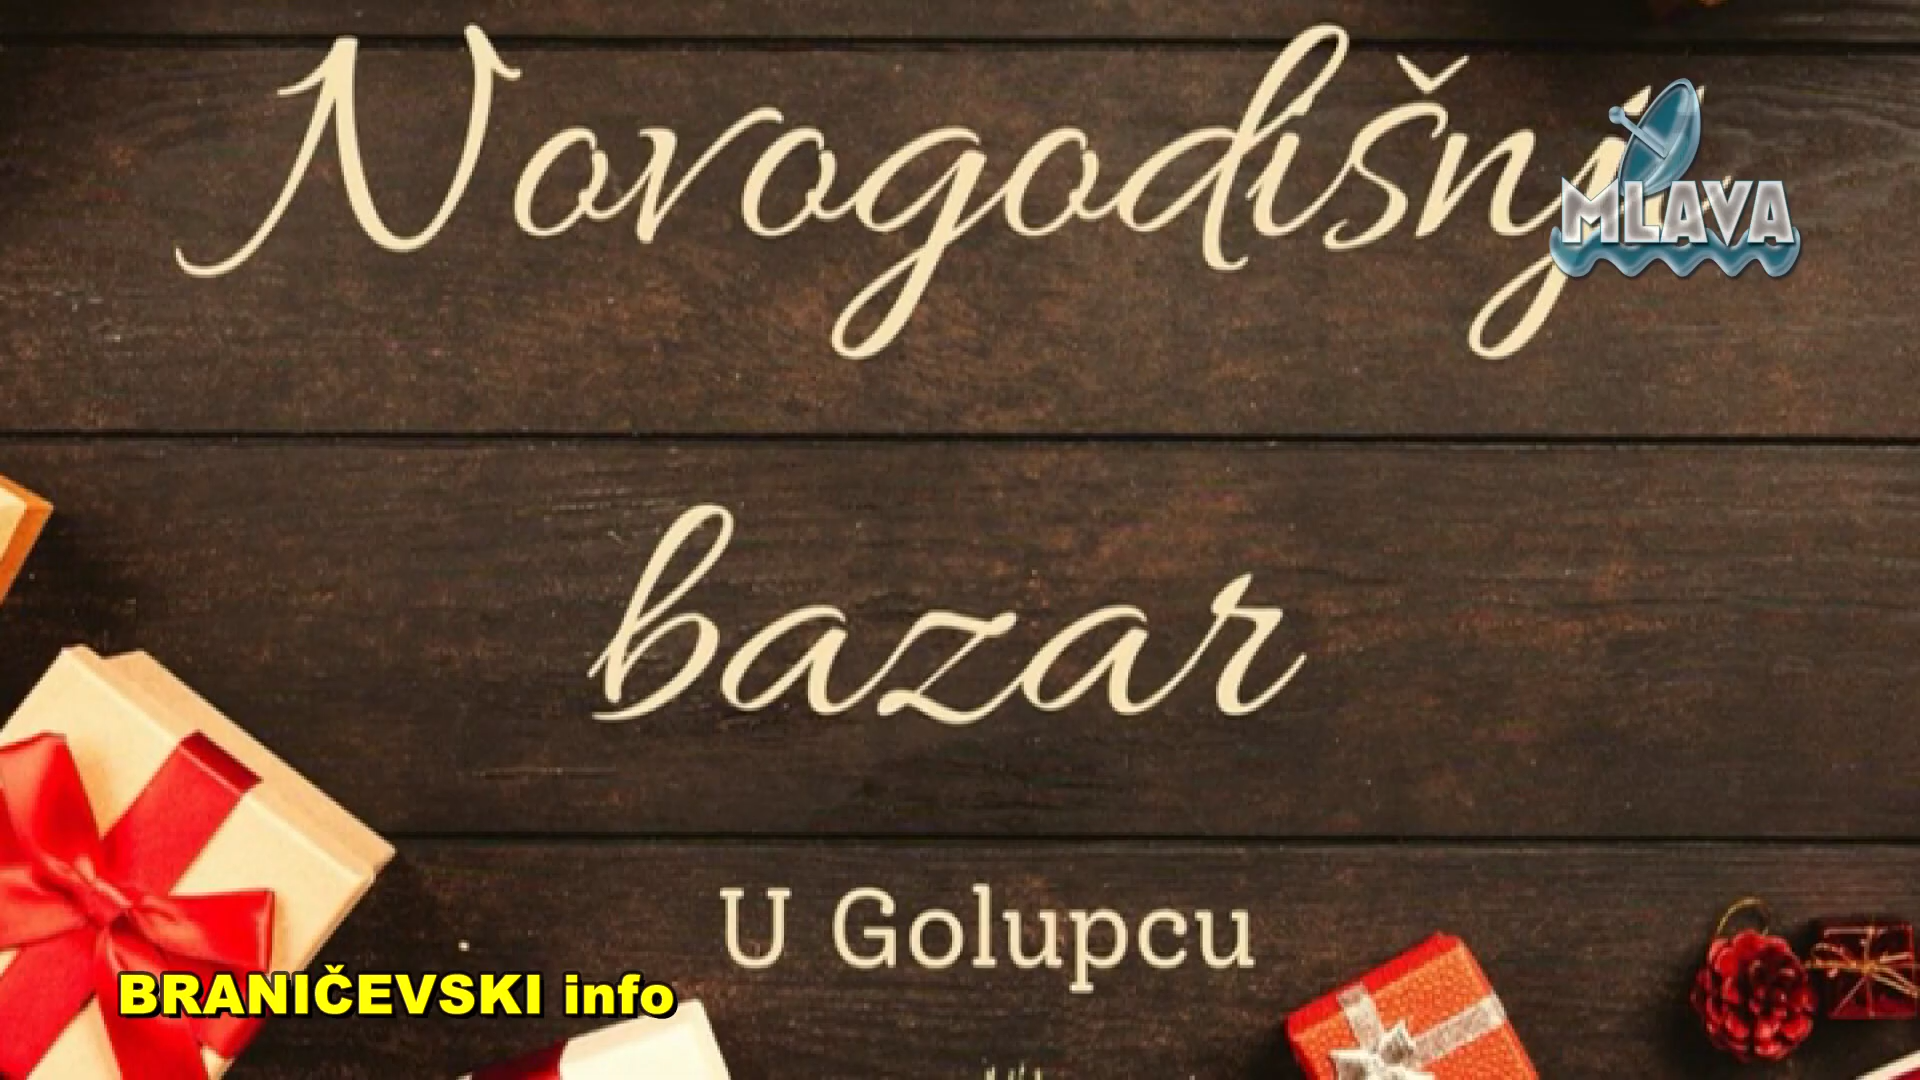 Novogodišnji
MLAVA
bazar
U Golupcu
BRANIČEVSKI info